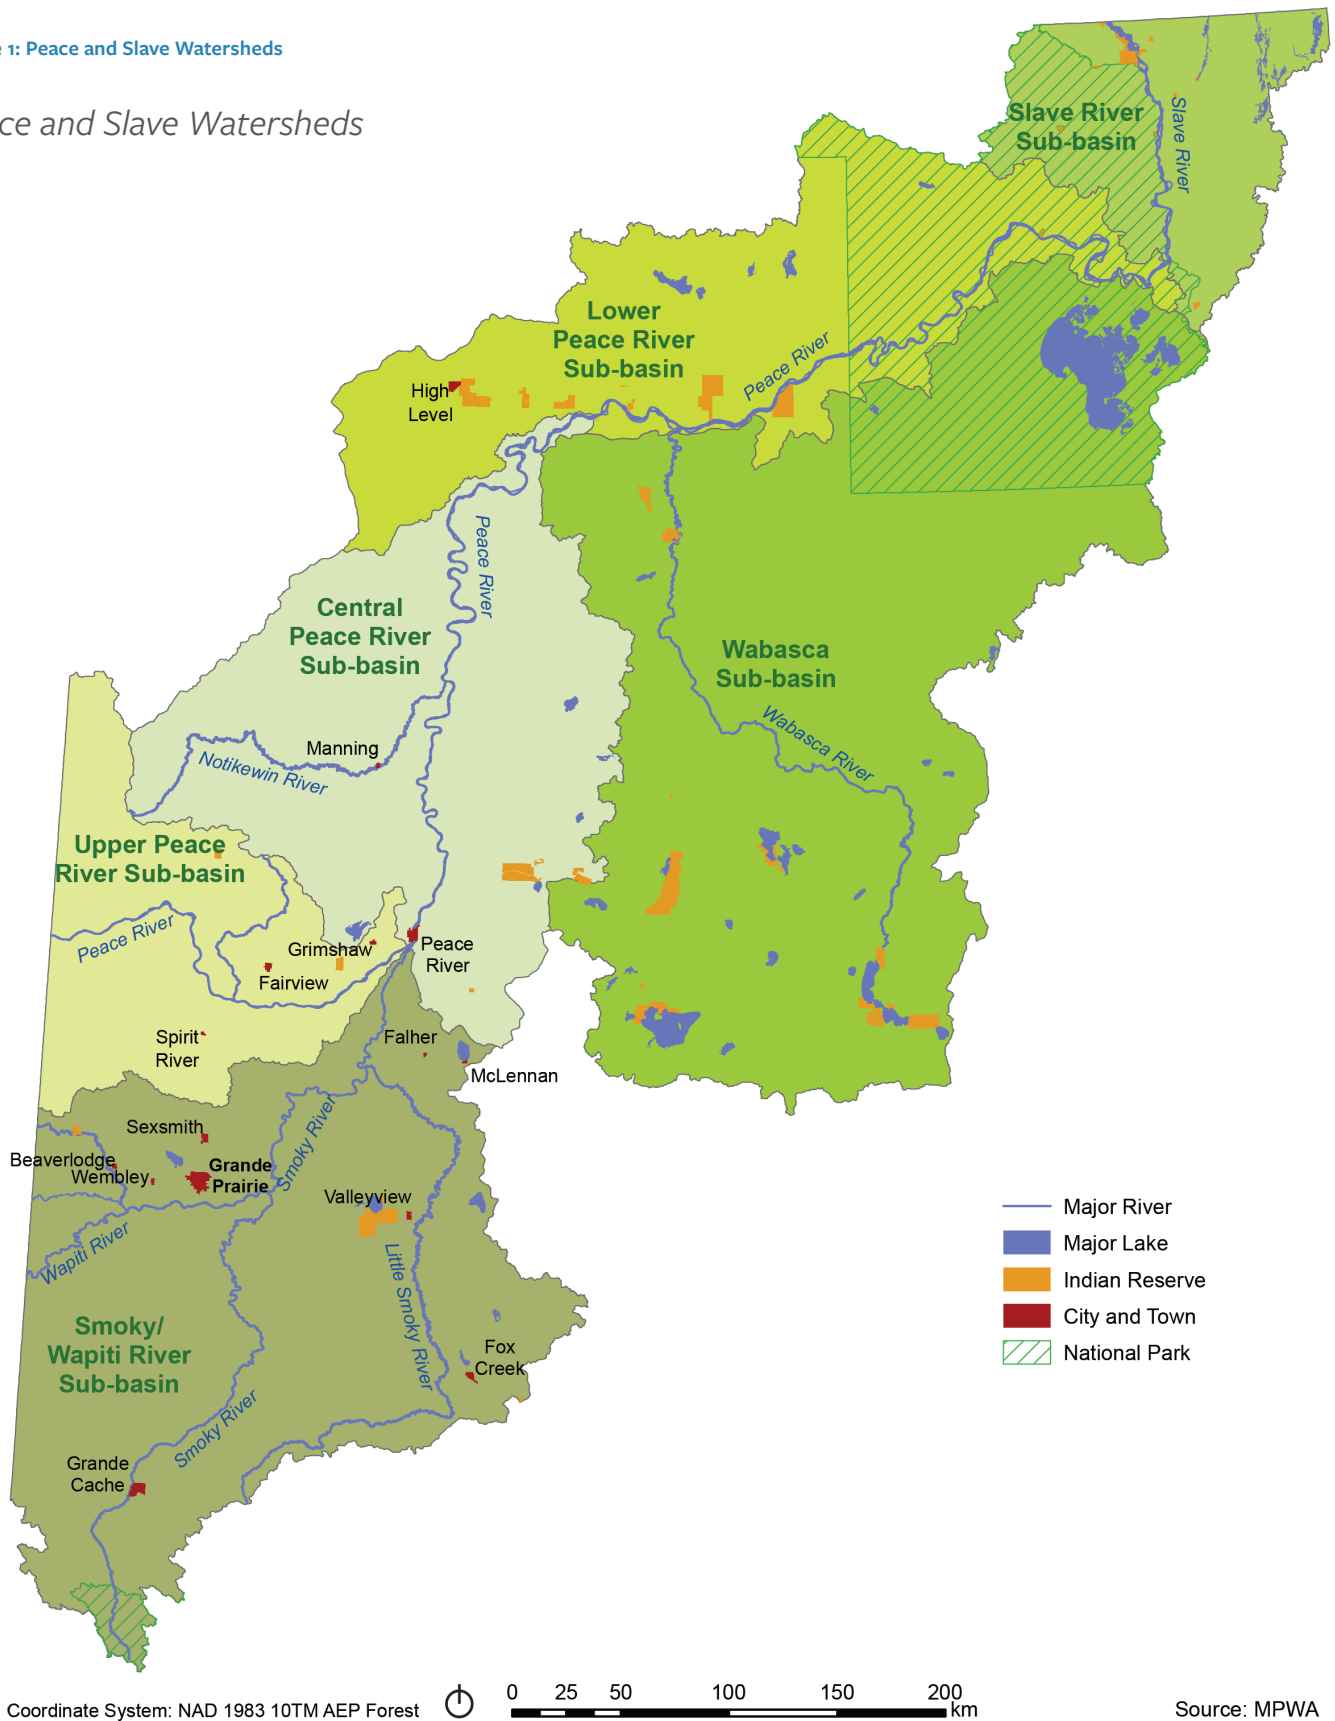 1: Peace and Slave Watersheds
ce and Slave Watersheds
Slave River
Sub-basin
Slave River
Lower
Peace River
Sub-basin
Peace River
High
Level
Peace River
Central
Peace River
Sub-basin
Wabasca
Sub-basin
Wabasca River
Manning
Notikewin River
Upper Peace
River Sub-basin
Peace River
Grimshaw
Peace
River
Fairview
Spirit
River
Falher
McLennan
Sexsmith
Smoky River
Beaverlodge
Wembley
Grande
Prairie
Valleyview
Wapiti River
Little Smoky River
Smoky/
Wapiti River
Sub-basin
Fox
Creek
Smoky River
Grande
Cache
Major River
Major Lake
Indian Reserve
City and Town
National Park
Coordinate System: NAD 1983 10TM AEP Forest
0 25 50 100 150 200
km
Source: MPWA